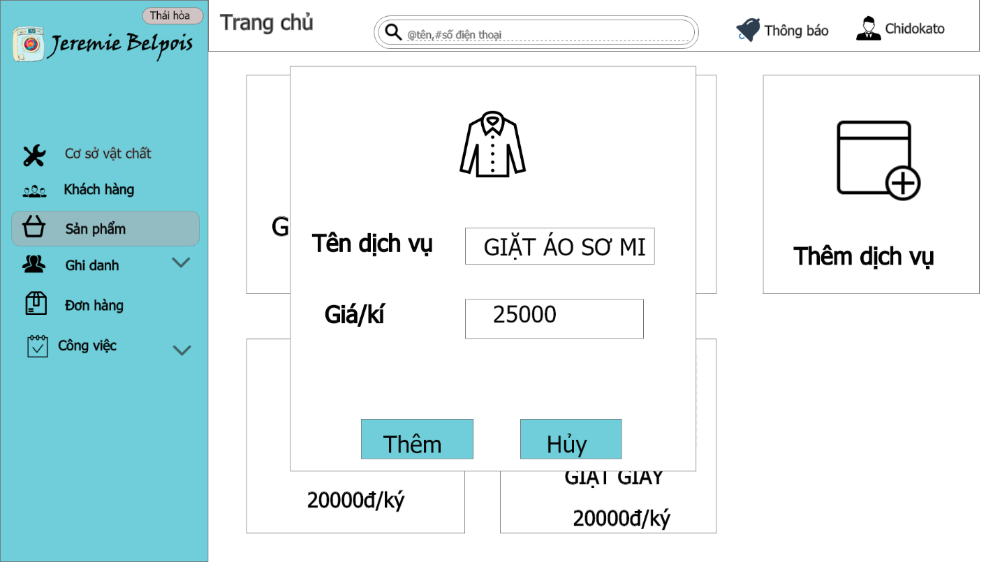 Thái hòa
Jeremie Belpois
Cơ sở vật chất
Khách hàng
Sản phẩm
Ghi danh
Đơn hàng
Công việc
Trang chủ
@tên,#số điện thoại
Thông báo
Chidokato
G
Tên dịch vụ
GIẶT ÁO SƠ MI
Giá/kí
25000
Thêm
Hủy
Thêm dịch vụ
20000đ/ký
GIẶT GIÀY
20000đ/ký